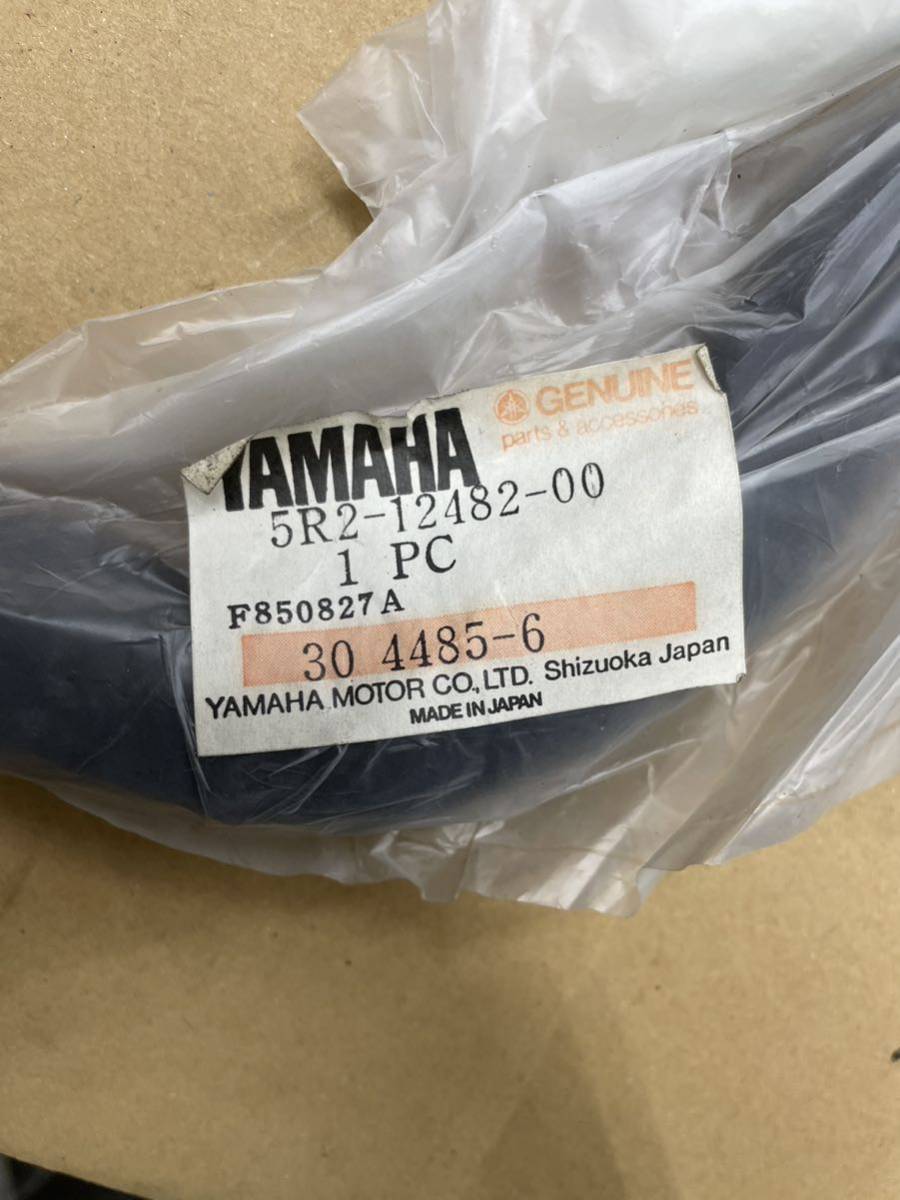 GENUINE
parts & accessories
YAMAHA
5R2-12482-00
1 PC
F850827A
30 4485-6
YAMAHA MOTOR CO., LTD. Shizuoka Japan
MADE IN JAPAN